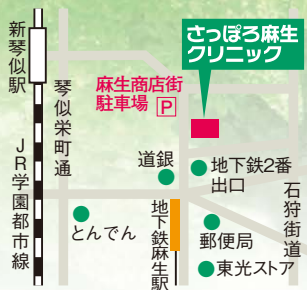 新琴似駅
JR学園都市線
琴似栄町通
麻生商店街
駐車場 P
さっぽろ麻生
クリニック
道銀
地下鉄2番
出口
とんでん
地下鉄麻生駅
郵便局
東光ストア
石狩街道